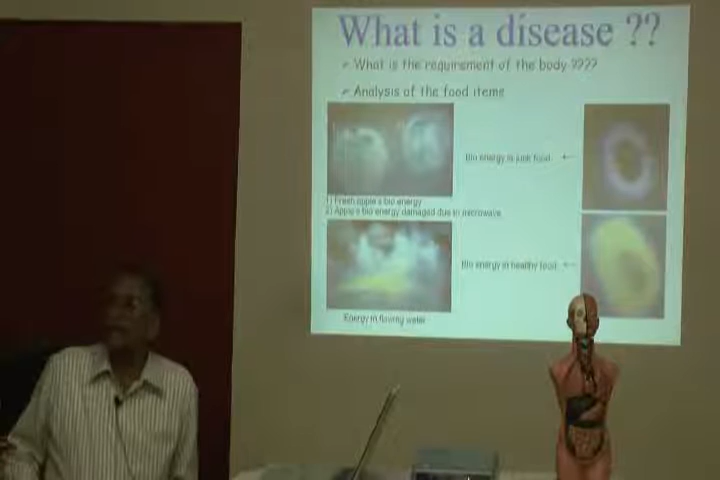 What is a disease ??
What is the requirement of the body ????
Analysis of the food items
Bio energy in junk food
1) Fresh apple's bio energy
2) Apple's bio energy damaged due to microwave
Bio energy in healthy food
Energy in flowing water